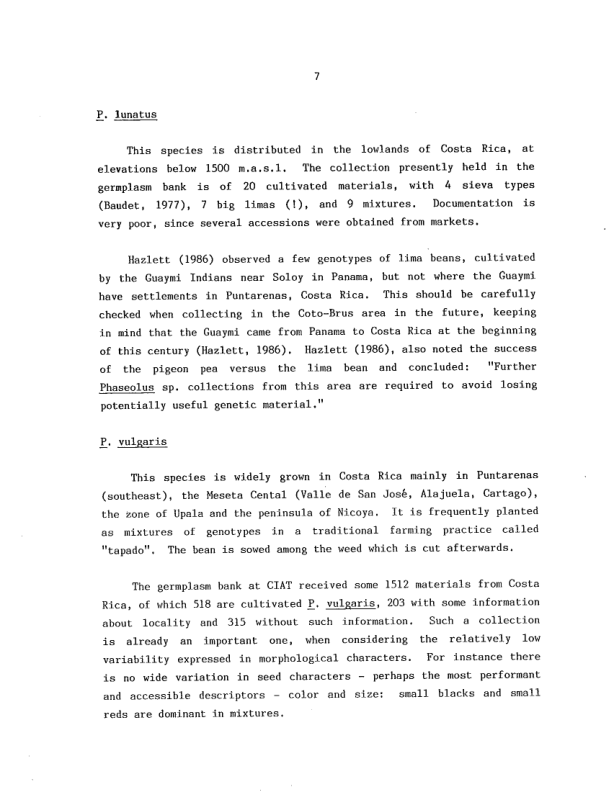 7
P. lunatus
This species is distributed in the lowlands of Costa Rica, at
elevations below 1500 m.a.s.l. The collection presently held in the
germplasm bank is of 20 cultivated materials, with 4 sieva types
(Baudet, 1977), 7 big limas (!), and 9 mixtures. Documentation is
very poor, since several accessions were obtained from markets.
Hazlett (1986) observed a few genotypes of lima beans, cultivated
by the Guaymi Indians near Soloy in Panama, but not where the Guaymi
have settlements in Puntarenas, Costa Rica. This should be carefully
checked when collecting in the Coto-Brus area in the future, keeping
in mind that the Guaymi came from Panama to Costa Rica at the beginning
of this century (Hazlett, 1986). Hazlett (1986), also noted the success
of the pigeon pea versus the lima bean and concluded: "Further
Phaseolus sp. collections from this area are required to avoid losing
potentially useful genetic material."
P. vulgaris
This species is widely grown in Costa Rica mainly in Puntarenas
(southeast), the Meseta Cental (Valle de San José, Alajuela, Cartago),
the zone of Upala and the peninsula of Nicoya. It is frequently planted
as mixtures of genotypes in a traditional farming practice called
"tapado". The bean is sowed among the weed which is cut afterwards.
The germplasm bank at CIAT received some 1512 materials from Costa
Rica, of which 518 are cultivated P. vulgaris, 203 with some information
about locality and 315 without such information. Such a collection
is already an important one, when considering the relatively low
variability expressed in morphological characters. For instance there
is no wide variation in seed characters - perhaps the most performant
and accessible descriptors - color and size: small blacks and small
reds are dominant in mixtures.